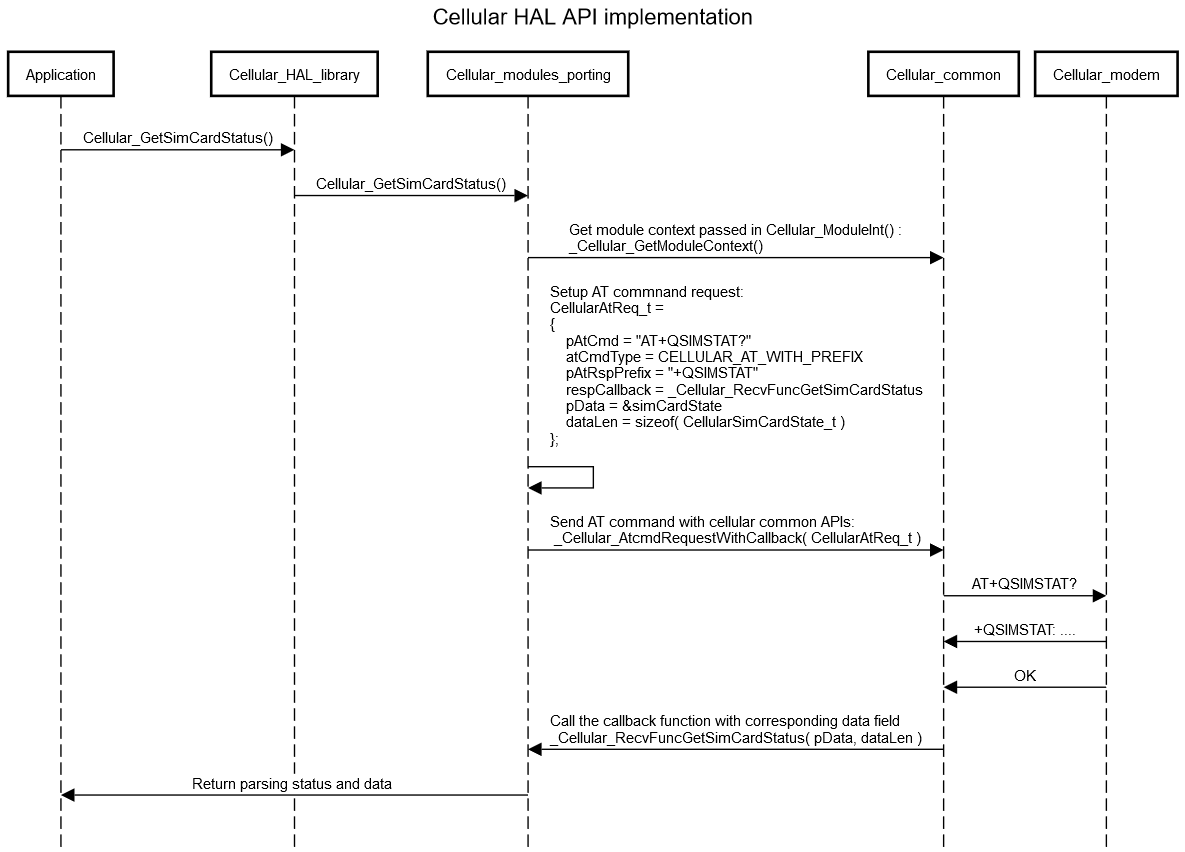 Cellular HAL API implementation
Application
Cellular_HAL_library
Cellular_modules_porting
Cellular_common
Cellular_modem
Cellular_GetSimCardStatus()
Cellular_GetSimCardStatus()
Get module context passed in Cellular_ModuleInt() :
_Cellular_GetModuleContext()
Setup AT commnand request:
CellularAtReq_t =
{
pAtCmd = "AT+QSIMSTAT?"
atCmdType = CELLULAR_AT_WITH_PREFIX
pAtRspPrefix = "+QSIMSTAT"
respCallback = _Cellular_RecvFuncGetSimCardStatus
pData = &simCardState
dataLen = sizeof( CellularSimCardState_t )
};
Send AT command with cellular common APIs:
_Cellular_AtcmdRequestWithCallback( CellularAtReq_t )
AT+QSIMSTAT?
+QSIMSTAT: ....
OK
Call the callback function with corresponding data field
_Cellular_RecvFuncGetSimCardStatus( pData, dataLen )
Return parsing status and data